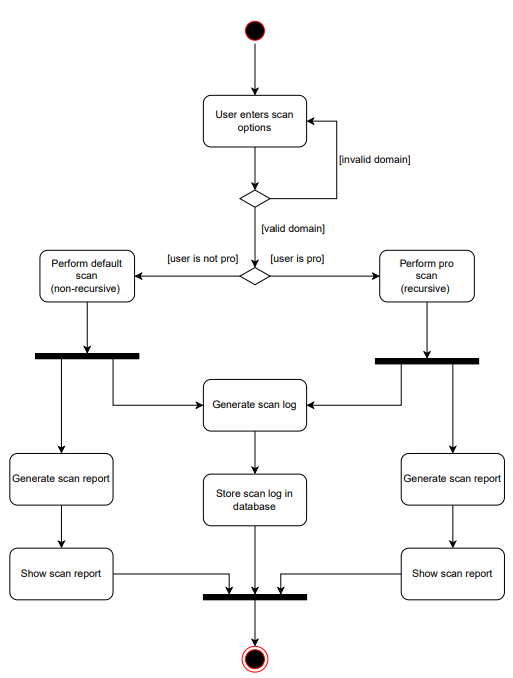 User enters scan
options
[invalid domain]
[valid domain]
[user is not pro]
[user is pro]
Perform default
scan
(non-recursive)
Perform pro
scan
(recursive)
Generate scan log
Generate scan report
Store scan log in
database
Generate scan report
Show scan report
Show scan report